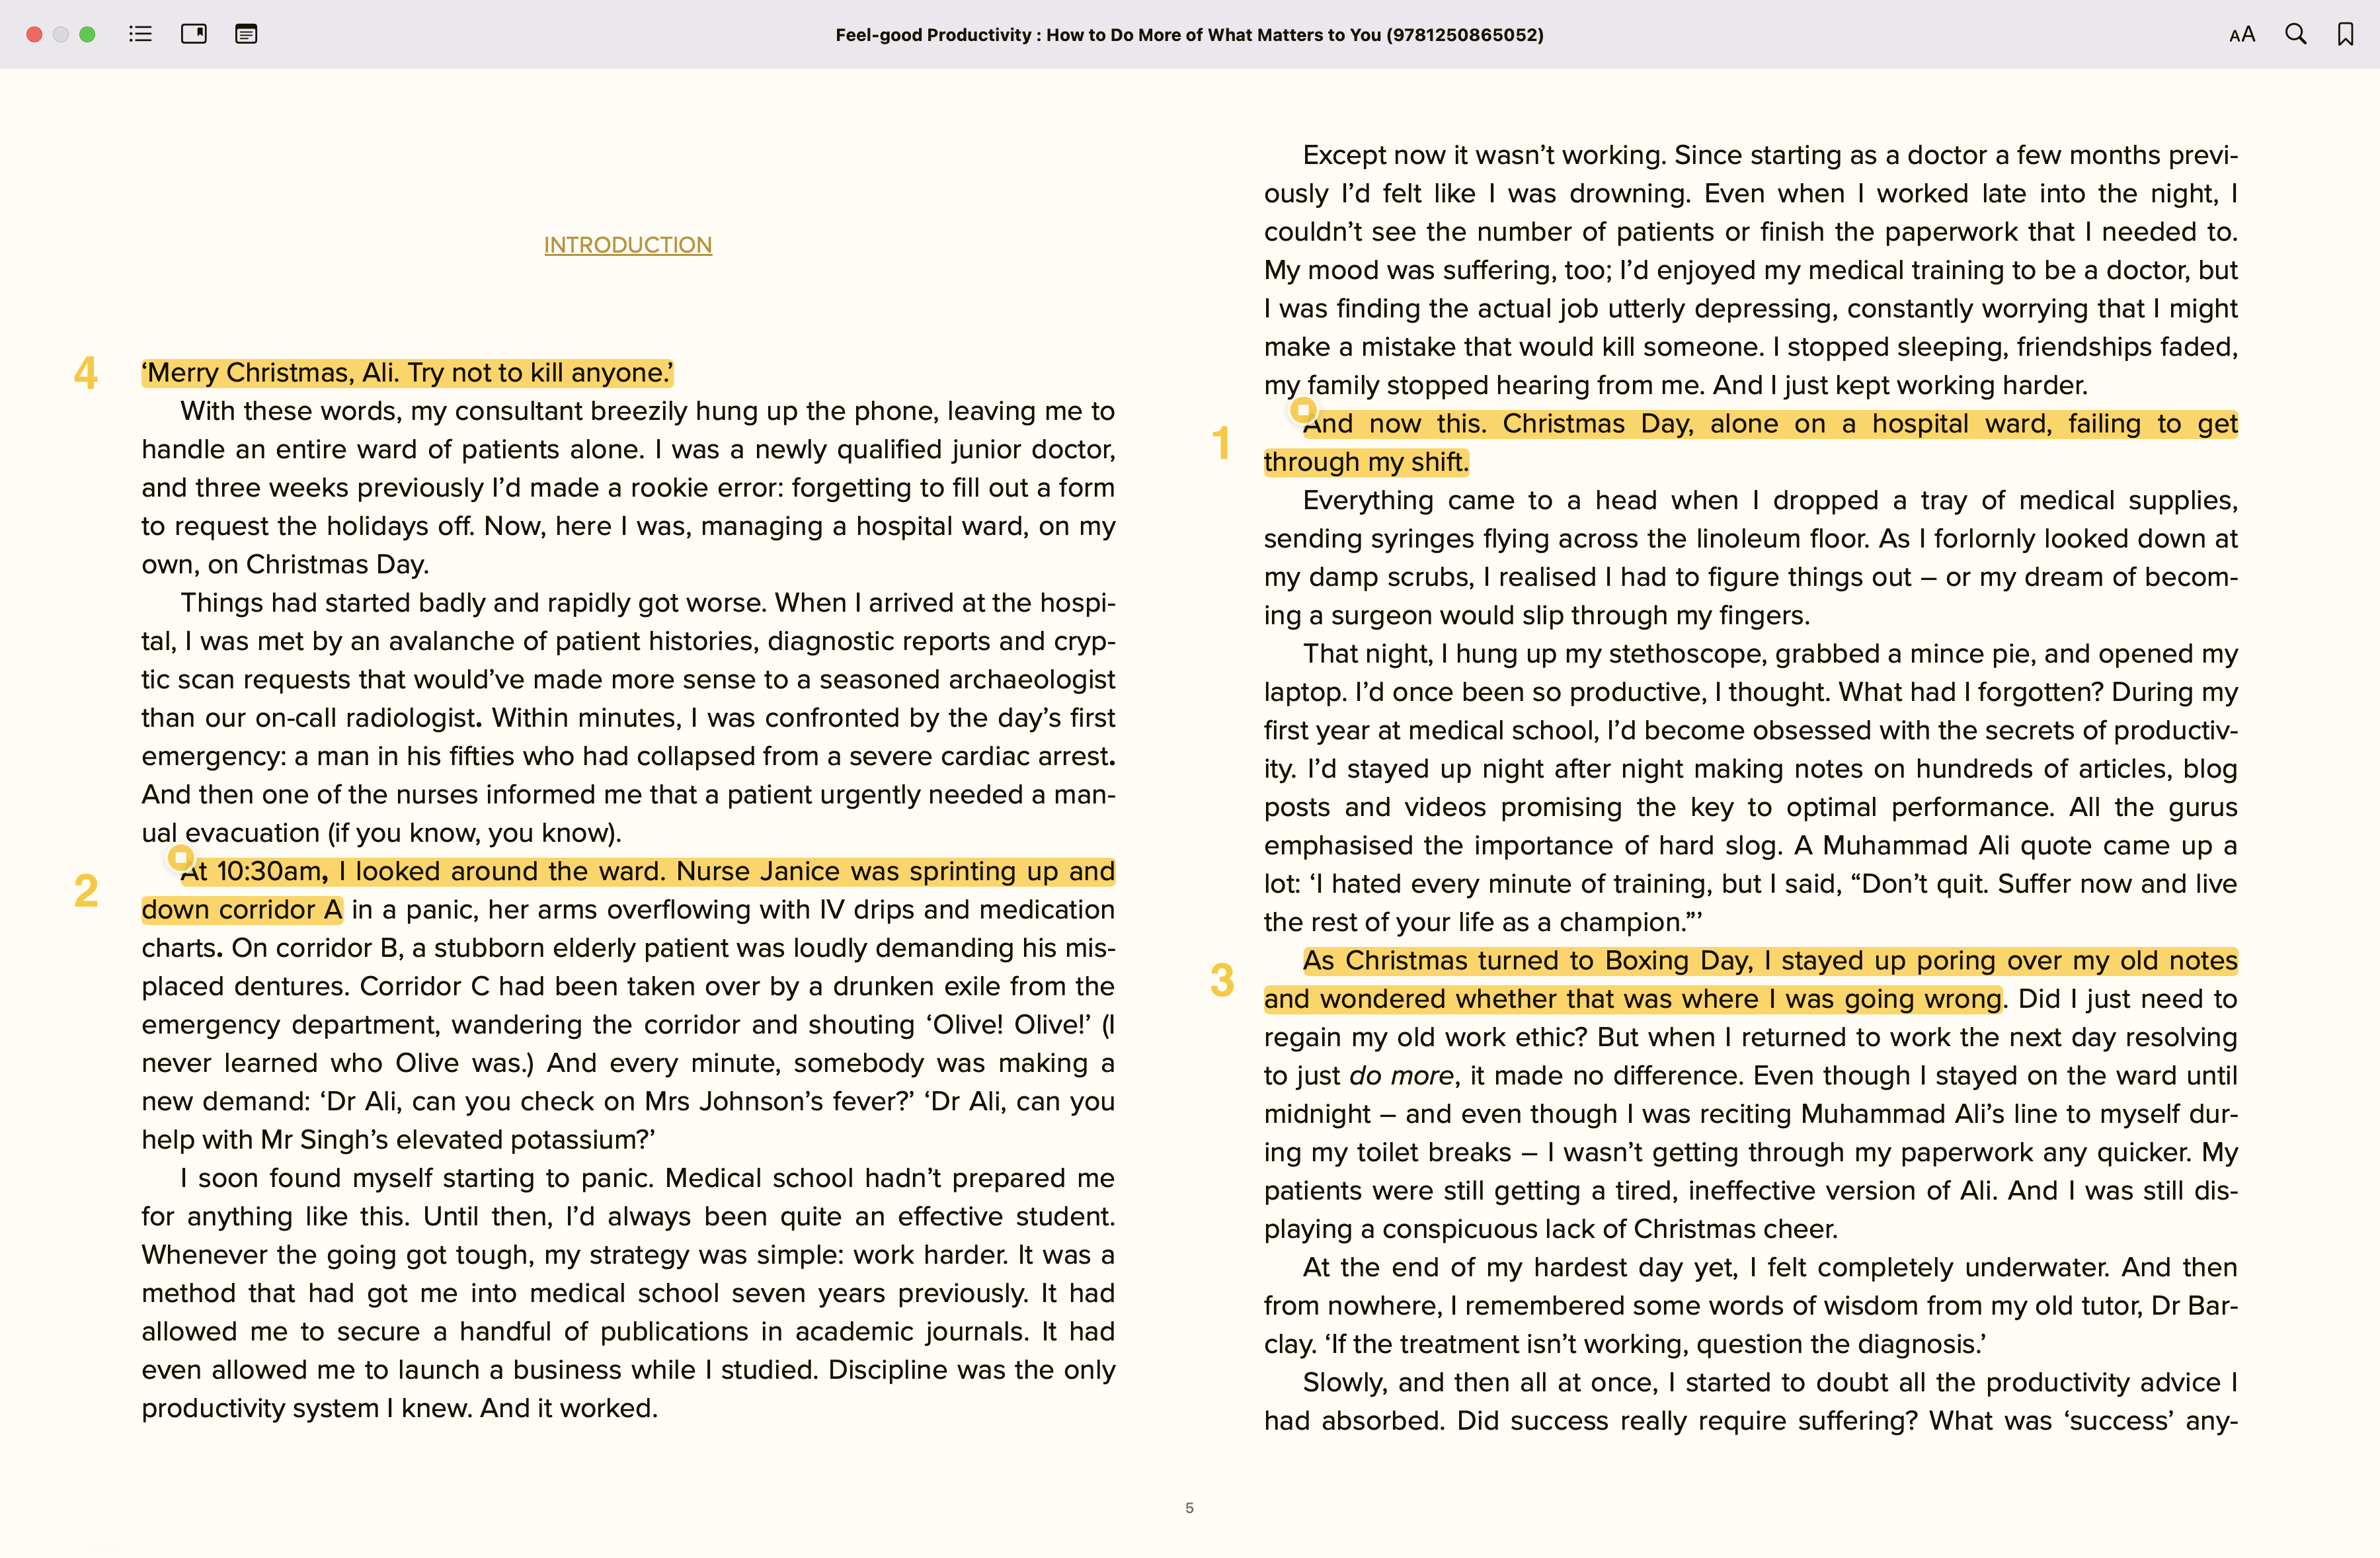 Feel-good Productivity : How to Do More of What Matters to You (9781250865052)
AA
INTRODUCTION
4
‘Merry Christmas, Ali. Try not to kill anyone.’
With these words, my consultant breezily hung up the phone, leaving me to
handle an entire ward of patients alone. I was a newly qualified junior doctor,
and three weeks previously I’d made a rookie error: forgetting to fill out a form
to request the holidays off. Now, here I was, managing a hospital ward, on my
own, on Christmas Day.
Things had started badly and rapidly got worse. When I arrived at the hospi-
tal, I was met by an avalanche of patient histories, diagnostic reports and cryp-
tic scan requests that would’ve made more sense to a seasoned archaeologist
than our on-call radiologist. Within minutes, I was confronted by the day’s first
emergency: a man in his fifties who had collapsed from a severe cardiac arrest.
And then one of the nurses informed me that a patient urgently needed a man-
ual evacuation (if you know, you know).
2
At 10:30am, I looked around the ward. Nurse Janice was sprinting up and
down corridor A in a panic, her arms overflowing with IV drips and medication
charts. On corridor B, a stubborn elderly patient was loudly demanding his mis-
placed dentures. Corridor C had been taken over by a drunken exile from the
emergency department, wandering the corridor and shouting ‘Olive! Olive!’ (I
never learned who Olive was.) And every minute, somebody was making a
new demand: ‘Dr Ali, can you check on Mrs Johnson’s fever?’ ‘Dr Ali, can you
help with Mr Singh’s elevated potassium?’
I soon found myself starting to panic. Medical school hadn’t prepared me
for anything like this. Until then, I’d always been quite an effective student.
Whenever the going got tough, my strategy was simple: work harder. It was a
method that had got me into medical school seven years previously. It had
allowed me to secure a handful of publications in academic journals. It had
even allowed me to launch a business while I studied. Discipline was the only
productivity system I knew. And it worked.
Except now it wasn’t working. Since starting as a doctor a few months previ-
ously I’d felt like I was drowning. Even when I worked late into the night, I
couldn’t see the number of patients or finish the paperwork that I needed to.
My mood was suffering, too; I’d enjoyed my medical training to be a doctor, but
I was finding the actual job utterly depressing, constantly worrying that I might
make a mistake that would kill someone. I stopped sleeping, friendships faded,
my family stopped hearing from me. And I just kept working harder.
1
And now this. Christmas Day, alone on a hospital ward, failing to get
through my shift.
Everything came to a head when I dropped a tray of medical supplies,
sending syringes flying across the linoleum floor. As I forlornly looked down at
my damp scrubs, I realised I had to figure things out – or my dream of becom-
ing a surgeon would slip through my fingers.
That night, I hung up my stethoscope, grabbed a mince pie, and opened my
laptop. I’d once been so productive, I thought. What had I forgotten? During my
first year at medical school, I’d become obsessed with the secrets of productiv-
ity. I’d stayed up night after night making notes on hundreds of articles, blog
posts and videos promising the key to optimal performance. All the gurus
emphasised the importance of hard slog. A Muhammad Ali quote came up a
lot: ‘I hated every minute of training, but I said, “Don’t quit. Suffer now and live
the rest of your life as a champion.”’
3
As Christmas turned to Boxing Day, I stayed up poring over my old notes
and wondered whether that was where I was going wrong. Did I just need to
regain my old work ethic? But when I returned to work the next day resolving
to just do more, it made no difference. Even though I stayed on the ward until
midnight – and even though I was reciting Muhammad Ali’s line to myself dur-
ing my toilet breaks – I wasn’t getting through my paperwork any quicker. My
patients were still getting a tired, ineffective version of Ali. And I was still dis-
playing a conspicuous lack of Christmas cheer.
At the end of my hardest day yet, I felt completely underwater. And then
from nowhere, I remembered some words of wisdom from my old tutor, Dr Bar-
clay. ‘If the treatment isn’t working, question the diagnosis.’
Slowly, and then all at once, I started to doubt all the productivity advice I
had absorbed. Did success really require suffering? What was ‘success’ any-
5